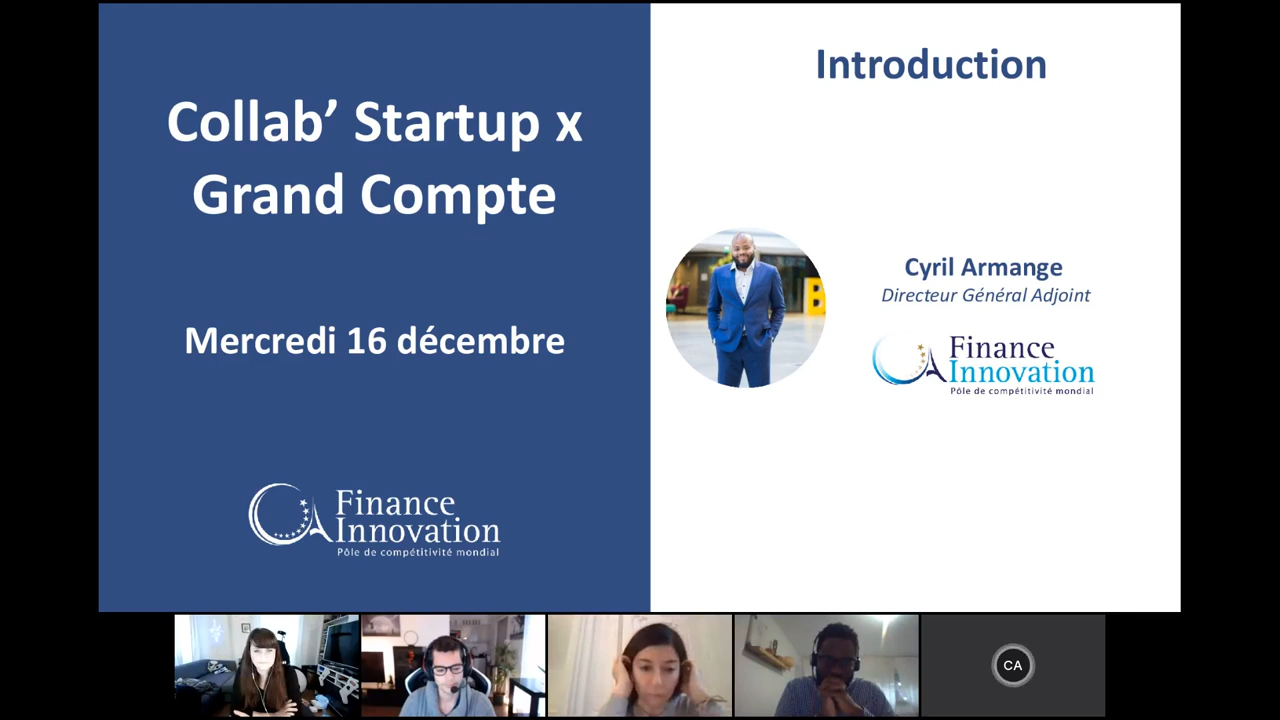 Collab’ Startup x
Grand Compte
Mercredi 16 décembre
Finance
Innovation
Pôle de compétitivité mondial
Introduction
B
Cyril Armange
Directeur Général Adjoint
Finance
Innovation
Pôle de compétitivité mondial
CA